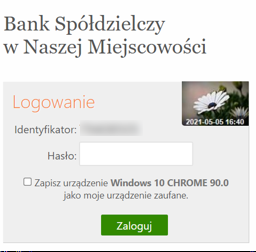 Bank Spółdzielczy
w Naszej Miejscowości
Logowanie
2021-05-05 16:40
Identyfikator:
Hasło:
Zapisz urządzenie Windows 10 CHROME 90.0
jako moje urządzenie zaufane.
Zaloguj